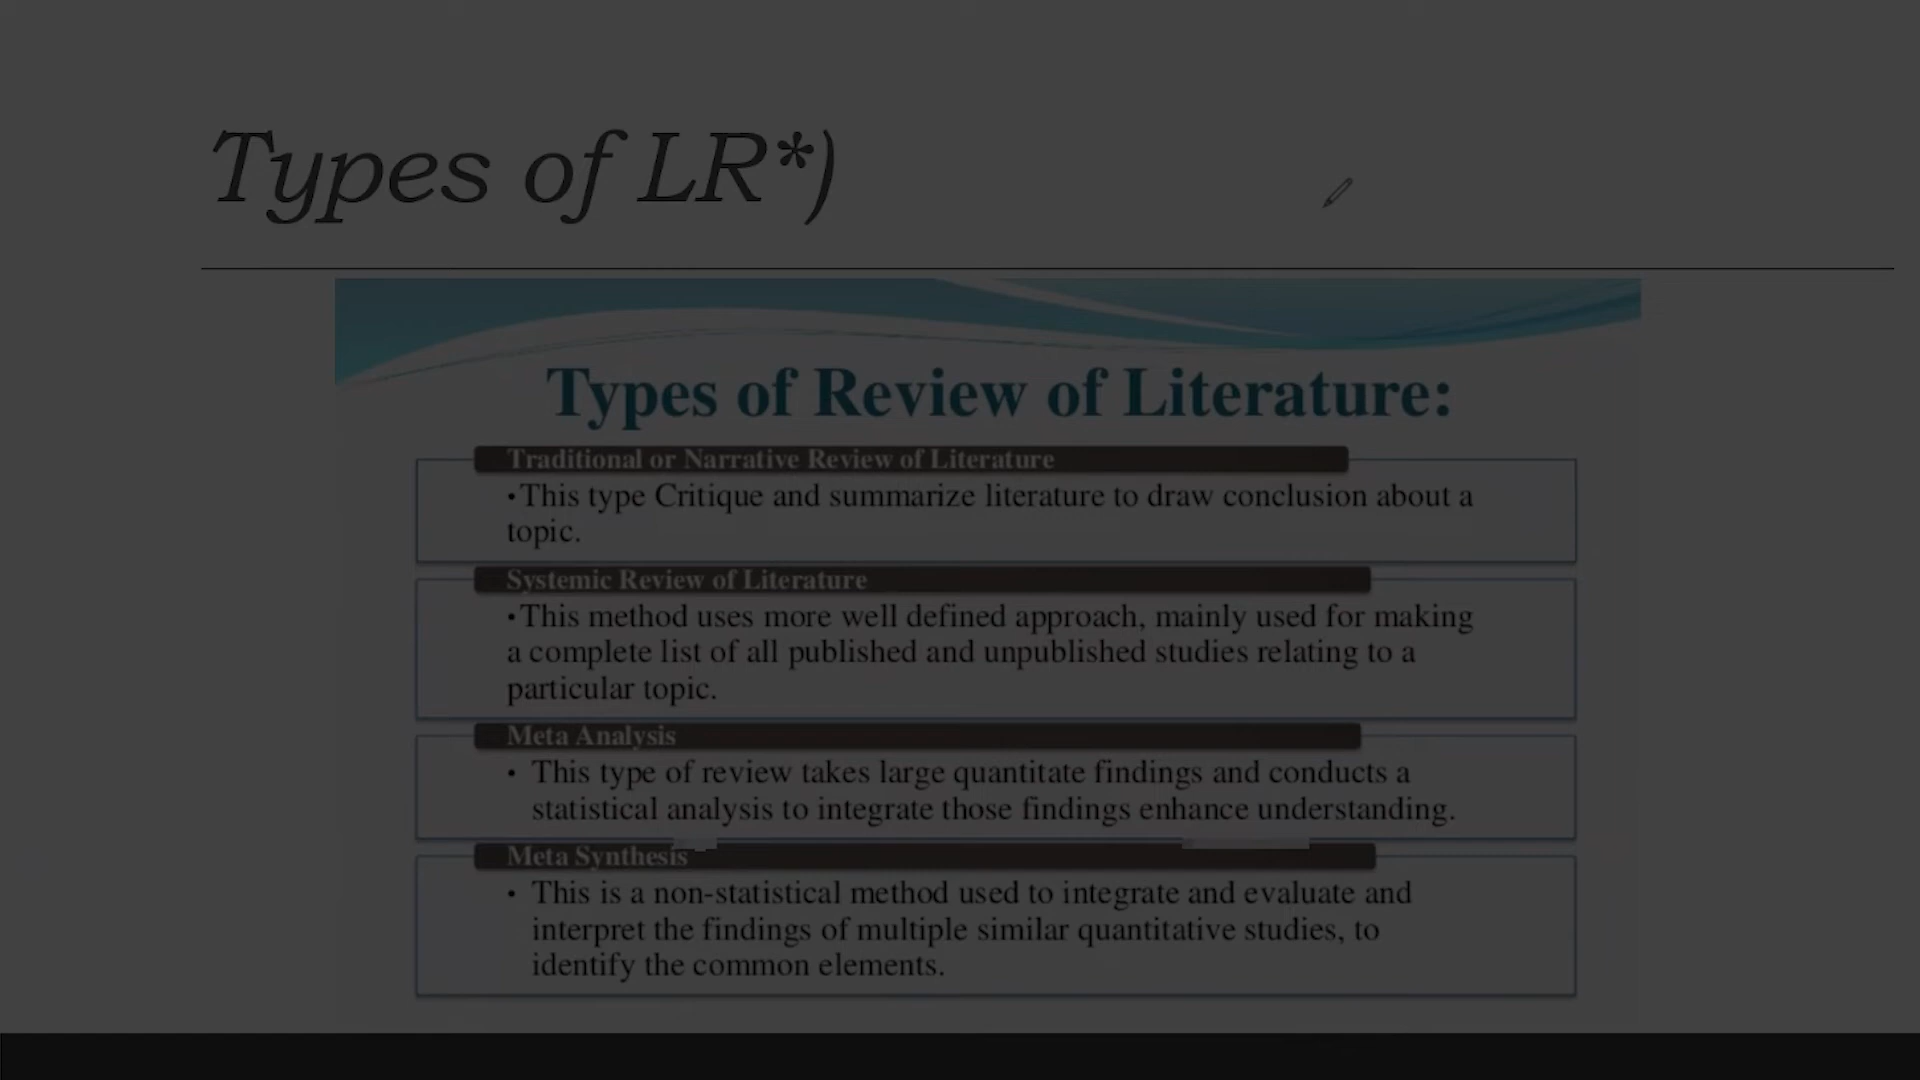 Types of LR*)
Types of Review of Literature:
Traditional or Narrative Review of Literature
•This type Critique and summarize literature to draw conclusion about a
topic.
Systemic Review of Literature
•This method uses more well defined approach, mainly used for making
a complete list of all published and unpublished studies relating to a
particular topic.
Meta Analysis
• This type of review takes large quantitate findings and conducts a
statistical analysis to integrate those findings enhance understanding.
Meta Synthesis
• This is a non-statistical method used to integrate and evaluate and
interpret the findings of multiple similar quantitative studies, to
identify the common elements.